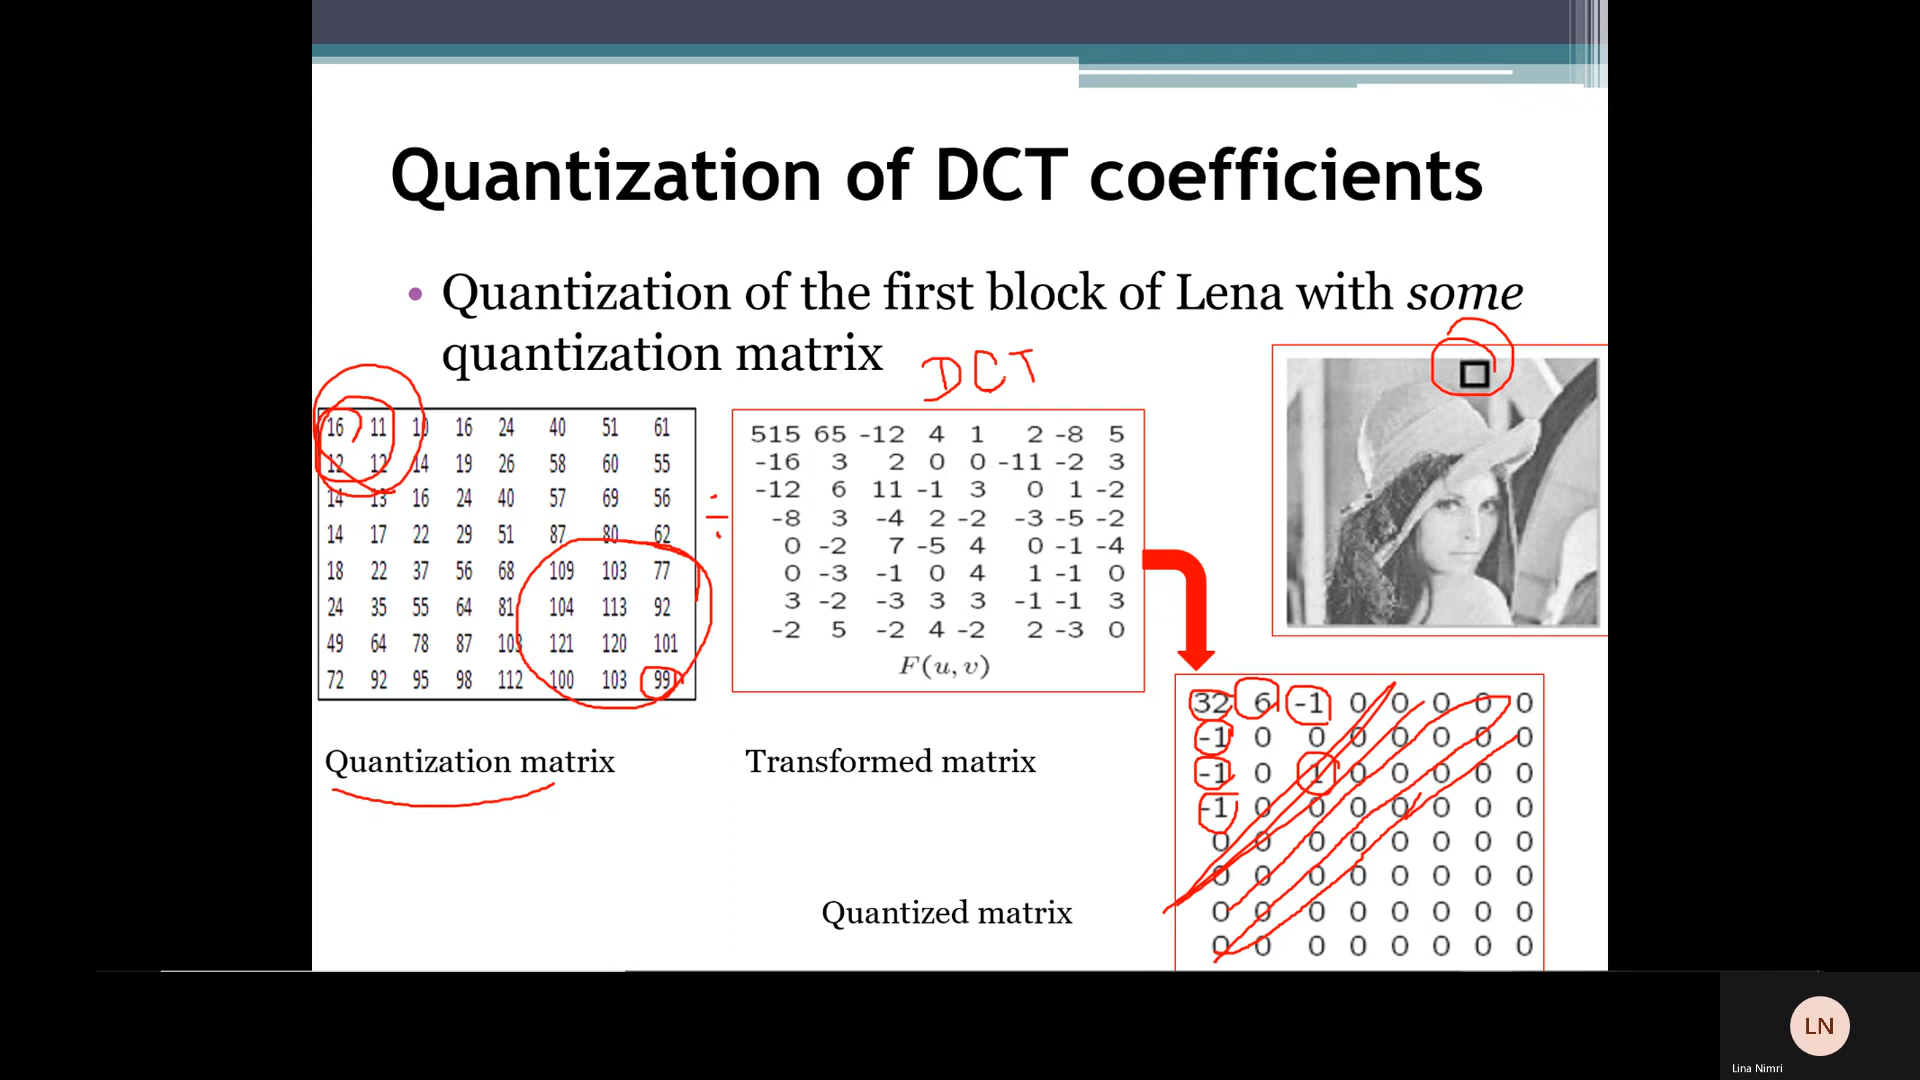 Quantization of DCT coefficients
• Quantization of the first block of Lena with some
quantization matrix
DCT
16 11 10 16 24 40 51 61
12 12 14 19 26 58 60 55
14 13 16 24 40 57 69 56
14 17 22 29 51 87 80 62
18 22 37 56 68 109 103 77
24 35 55 64 81 104 113 92
49 64 78 87 103 121 120 101
72 92 95 98 112 100 103 99
Quantization matrix
÷
515 65 -12 4 1 2 -8 5
-16 3 2 0 0 -11 -2 3
-12 6 11 -1 3 0 1 -2
-8 3 -4 2 -2 -3 -5 -2
0 -2 7 -5 4 0 -1 -4
0 -3 -1 0 4 1 -1 0
3 -2 -3 3 3 -1 -1 3
-2 5 -2 4 -2 2 -3 0
F(u, v)
Transformed matrix
32 6 -1 0 0 0 0 0
-1 0 0 0 0 0 0 0
-1 0 1 0 0 0 0 0
-1 0 0 0 0 0 0 0
0 0 0 0 0 0 0 0
0 0 0 0 0 0 0 0
0 0 0 0 0 0 0 0
0 0 0 0 0 0 0 0
Quantized matrix
LN
Lina Nimri